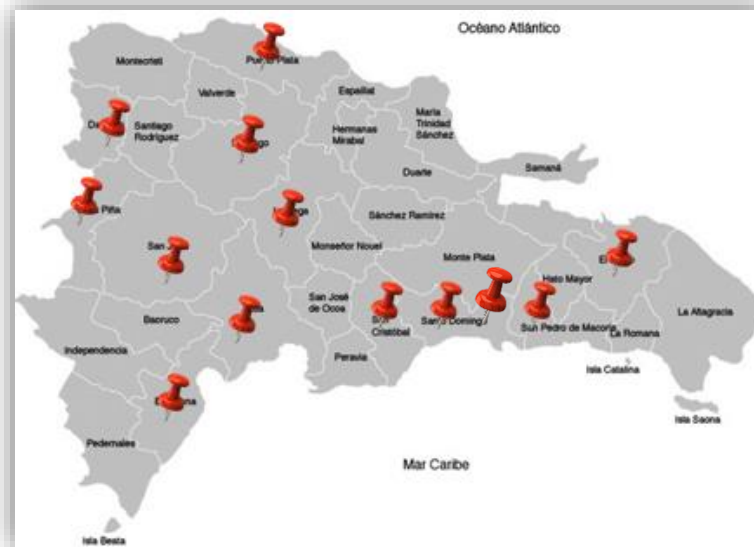 Océano Atlántico
Montecristi
Valverde
Espaillat
María
Trinidad
Sánchez
Santiago
Rodríguez
Hermanas
Mirabal
Duarte
Samaná
Sánchez Ramírez
Monseñor Nouel
Monte Plata
Hato Mayor
La Altagracia
San José
de Ocoa
Cristóbal
San Pedro de Macorís
La Romana
Baoruco
Independencia
Peravia
Isla Catalina
Isla Saona
Pedernales
Mar Caribe
Isla Beata